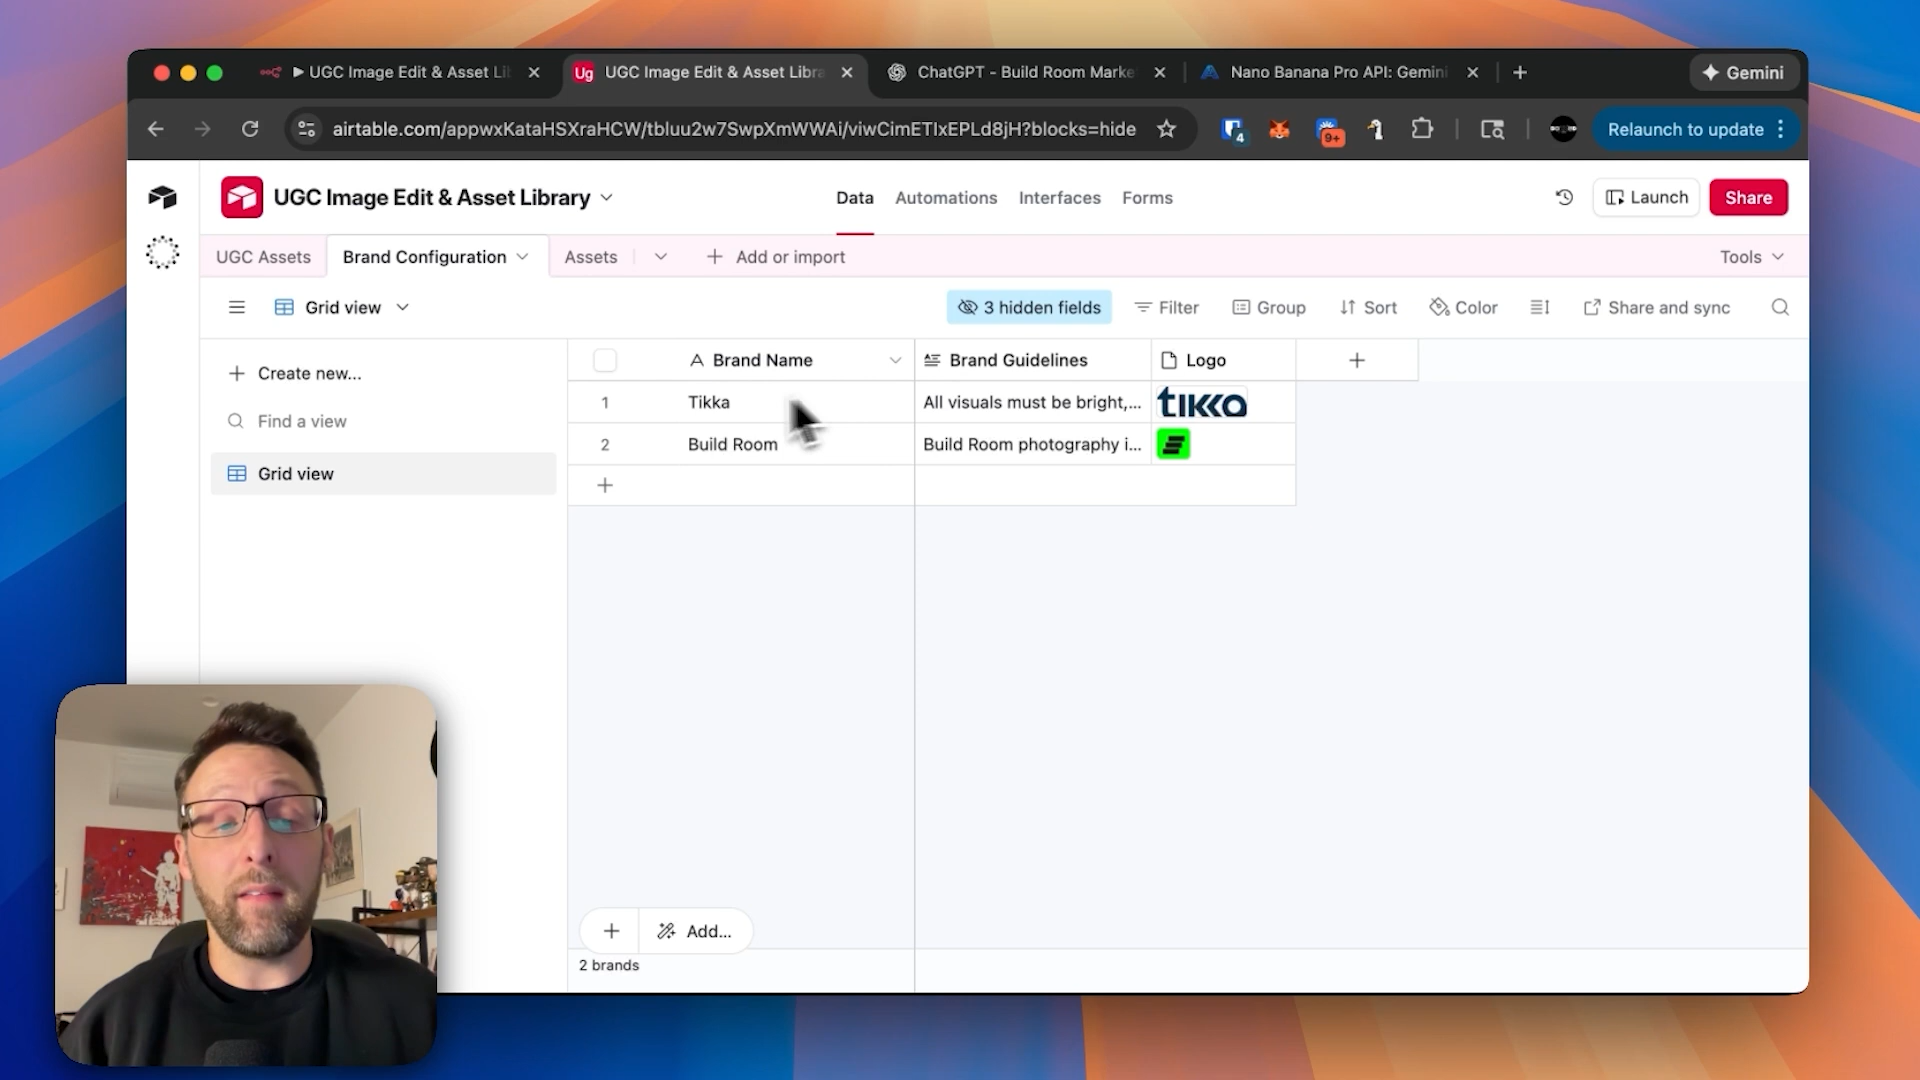 UGC Image Edit & Asset Li
Ug UGC Image Edit & Asset Libra
ChatGPT - Build Room Marke
Nano Banana Pro API: Gemini
Gemini
airtable.com/appwxKataHSXraHCW/tbluu2w7SwpXmWWAi/viwCimETIxEPLd8jH?blocks=hide
4
9+
Relaunch to update
UGC Image Edit & Asset Library
Data
Automations
Interfaces
Forms
Launch
Share
UGC Assets
Brand Configuration
Assets
Add or import
Tools
Grid view
3 hidden fields
Filter
Group
Sort
Color
Share and sync
Create new...
Find a view
Grid view
Brand Name
Brand Guidelines
Logo
1 Tikka All visuals must be bright,... tikka
2 Build Room Build Room photography i...
Add...
2 brands